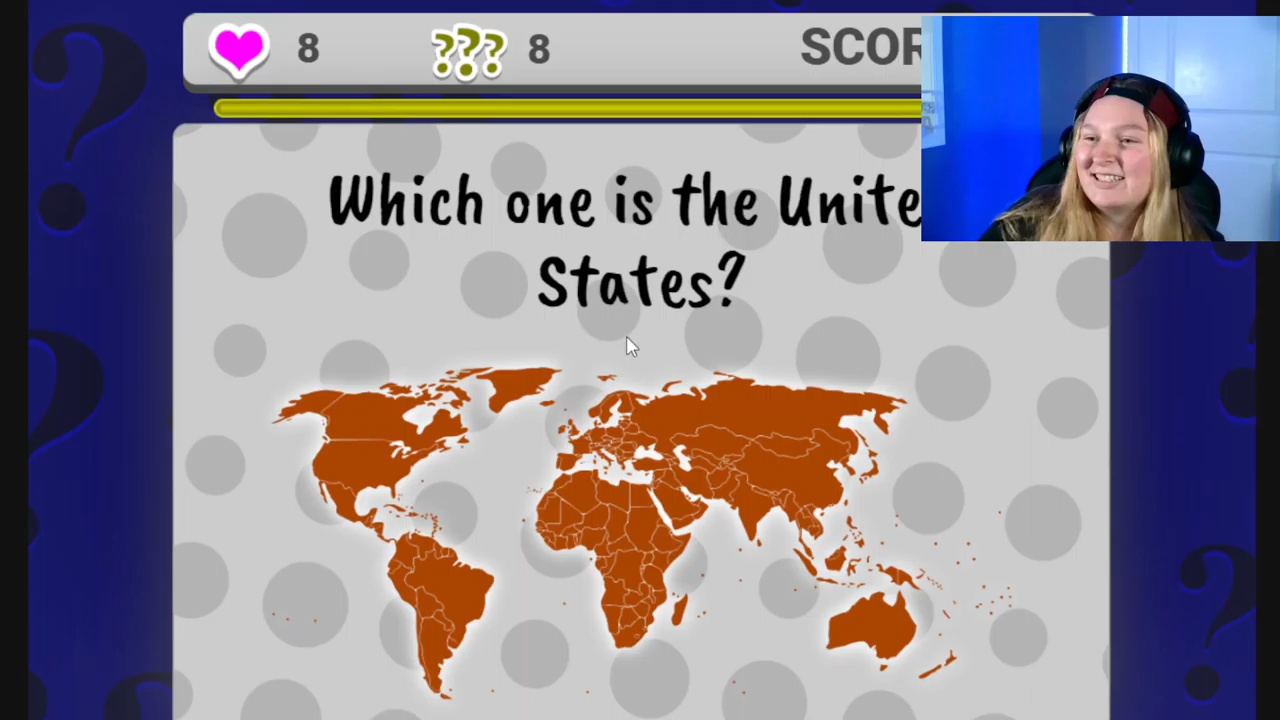 8 ??? 8 SCOR
Which one is the Unite
States?